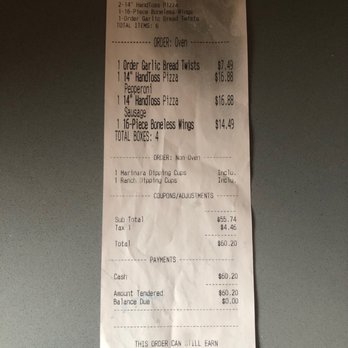 2-14" HandToss Pizza
1-16-Piece Boneless Wings
1-Order Garlic Bread Twists
TOTAL ITEMS: 6
ORDER: Oven
1 Order Garlic Bread Twists $7.49
1 14" HandToss Pizza $16.88
Pepperoni
1 14" HandToss Pizza $16.88
Sausage
1 16-Piece Boneless Wings $14.49
TOTAL BOXES: 4
ORDER: Non-Oven
1 Marinara Dipping Cups Inclu.
1 Ranch Dipping Cups Inclu.
COUPONS/ADJUSTMENTS
Sub Total $55.74
Tax 1 $4.46
Total $60.20
PAYMENTS
Cash $60.20
Amount Tendered $60.20
Balance Due $0.00
THIS ORDER CAN STILL EARN